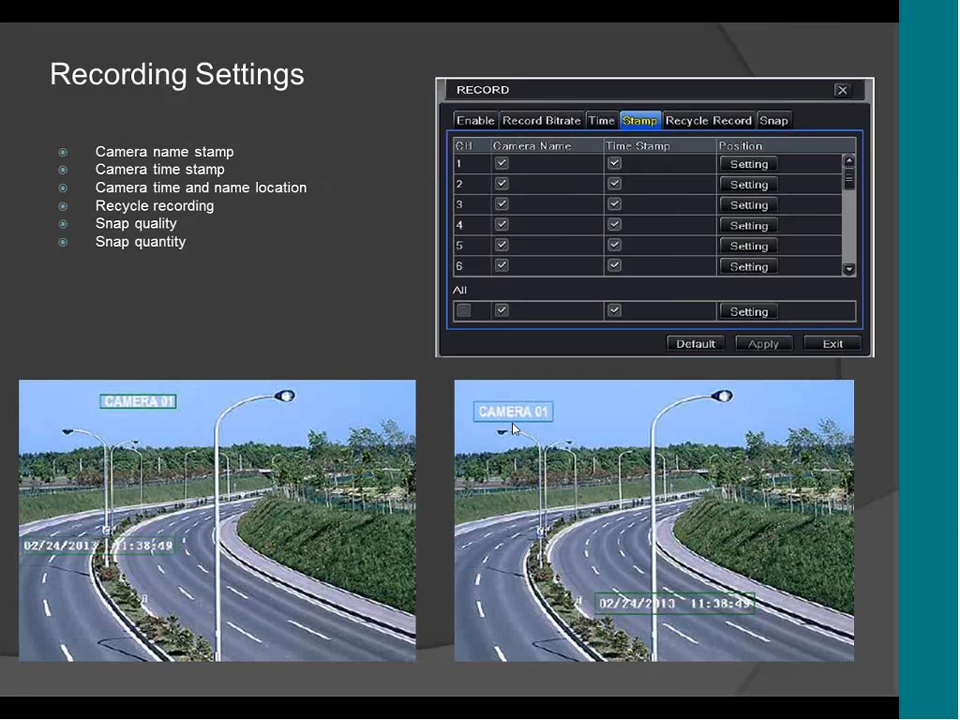 Recording Settings
Camera name stamp
Camera time stamp
Camera time and name location
Recycle recording
Snap quality
Snap quantity
RECORD
Enable Record Bitrate Time Stamp Recycle Record Snap
CH Camera Name Time Stamp Position
1 Setting
2 Setting
3 Setting
4 Setting
5 Setting
6 Setting
All
Setting
Default Apply Exit
CAMERA 01
02/24/2013 11:38:49
CAMERA 01
02/24/2013 11:38:49